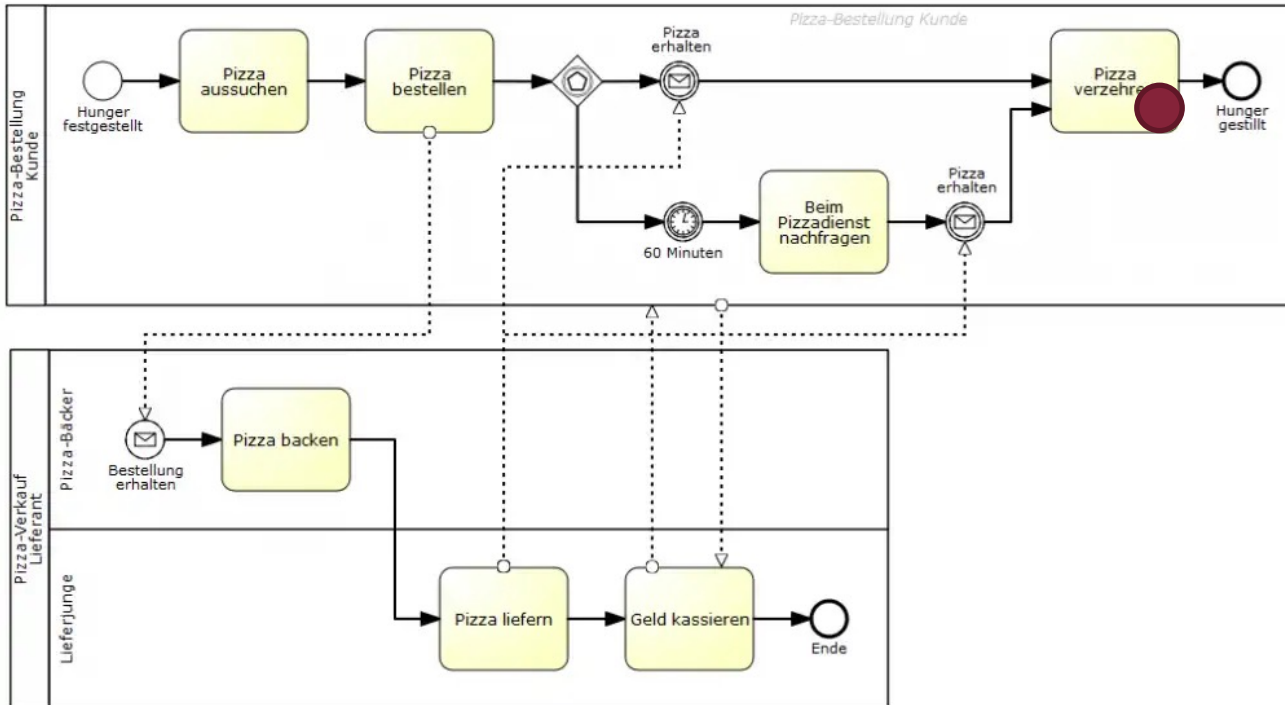 Pizza-Bestellung Kunde
Pizza-Bestellung
Kunde
Hunger
festgestellt
Pizza
aussuchen
Pizza
bestellen
Pizza
erhalten
Pizza
Hunger
gestillt
60 Minuten
Beim
Pizzadienst
nachfragen
Pizza
erhalten
Pizza-Verkauf
Lieferant
Pizza-Bäcker
Bestellung
erhalten
Pizza backen
Lieferjunge
Pizza liefern
Geld kassieren
Ende